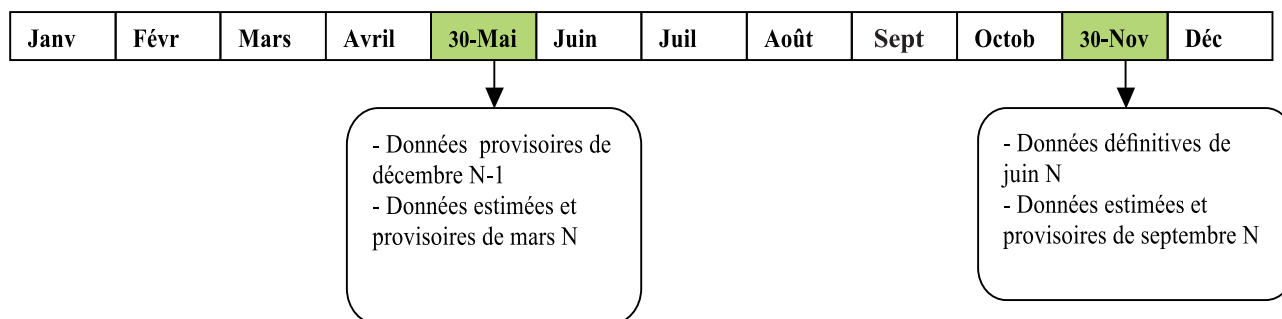 Janv Févr Mars Avril 30-Mai Juin Juil Août Sept Octob 30-Nov Déc
- Données provisoires de
décembre N-1
- Données estimées et
provisoires de mars N
- Données définitives de
juin N
- Données estimées et
provisoires de septembre N